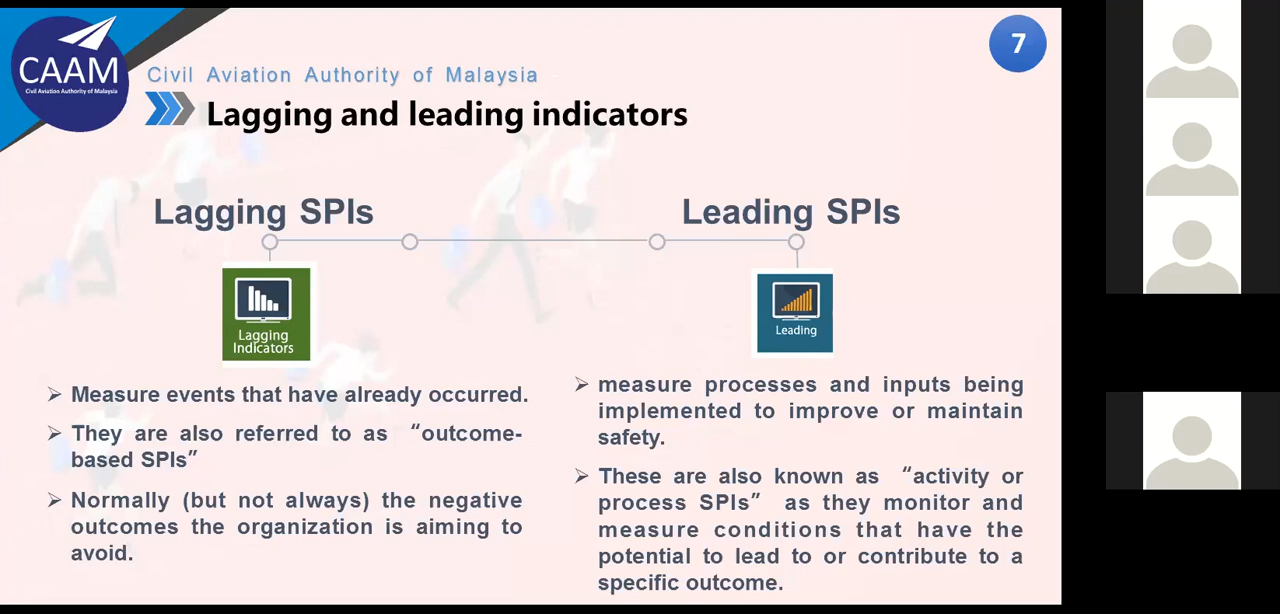 CAAM
Civil Aviation Authority of Malaysia
7
Civil Aviation Authority of Malaysia
Lagging and leading indicators
Lagging SPIs
Leading SPIs
Lagging
Indicators
Leading
Measure events that have already occurred.
They are also referred to as “outcome-
based SPIs”
Normally (but not always) the negative
outcomes the organization is aiming to
avoid.
measure processes and inputs being
implemented to improve or maintain
safety.
These are also known as “activity or
process SPIs” as they monitor and
measure conditions that have the
potential to lead to or contribute to a
specific outcome.